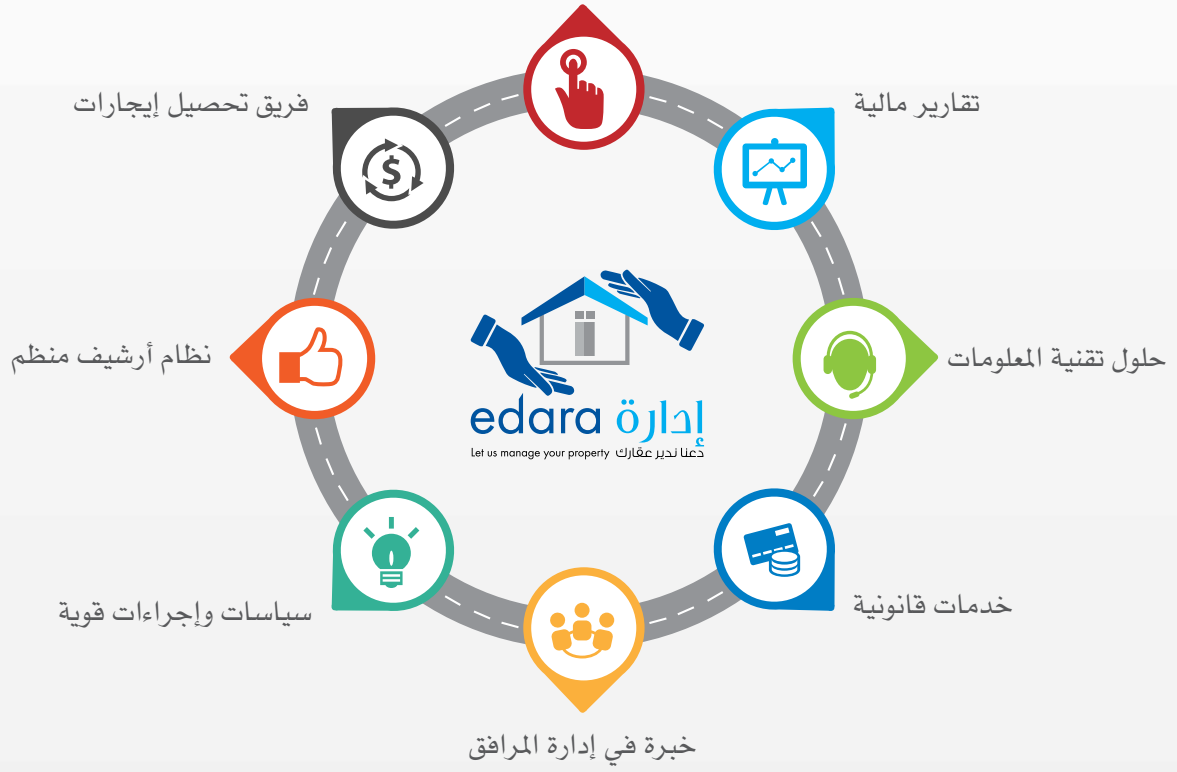 فريق تحصيل إيجارات
تقارير مالية
نظام أرشيف منظم
حلول تقنية المعلومات
edara إدارة
Let us manage your property دعنا ندير عقارك
سياسات وإجراءات قوية
خدمات قانونية
خبرة في إدارة المرافق
$